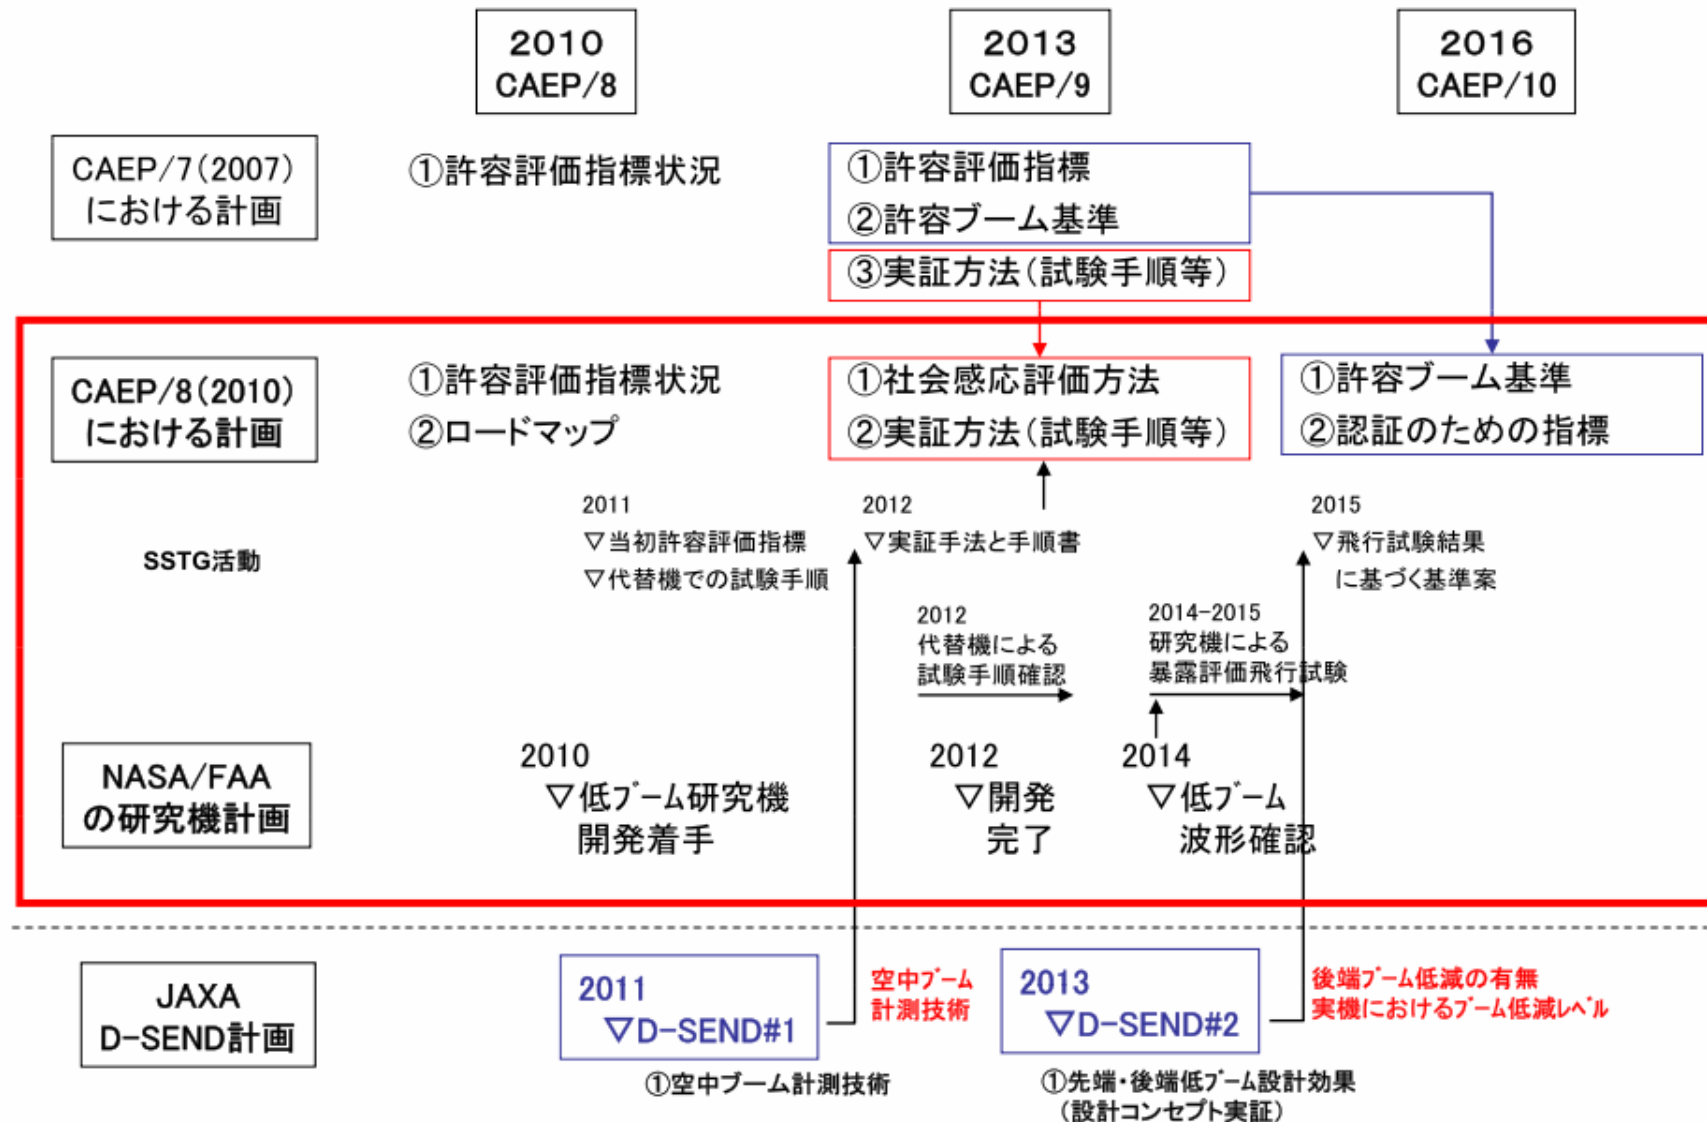 2010
CAEP/8
2013
CAEP/9
2016
CAEP/10
CAEP/7(2007)
における計画
①許容評価指標状況
①許容評価指標
②許容ブーム基準
③実証方法(試験手順等)
CAEP/8(2010)
における計画
①許容評価指標状況
②ロードマップ
①社会感応評価方法
②実証方法(試験手順等)
①許容ブーム基準
②認証のための指標
SSTG活動
2011
▽当初許容評価指標
▽代替機での試験手順
2012
▽実証手法と手順書
2015
▽飛行試験結果
に基づく基準案
2012
代替機による
試験手順確認
2014-2015
研究機による
暴露評価飛行試験
NASA/FAA
の研究機計画
2010
▽低ブーム研究機
開発着手
2012
▽開発
完了
2014
▽低ブーム
波形確認
JAXA
D-SEND計画
2011
▽D-SEND#1
空中ブーム
計測技術
①空中ブーム計測技術
2013
▽D-SEND#2
後端ブーム低減の有無
実機におけるブーム低減レベル
①先端・後端低ブーム設計効果
(設計コンセプト実証)